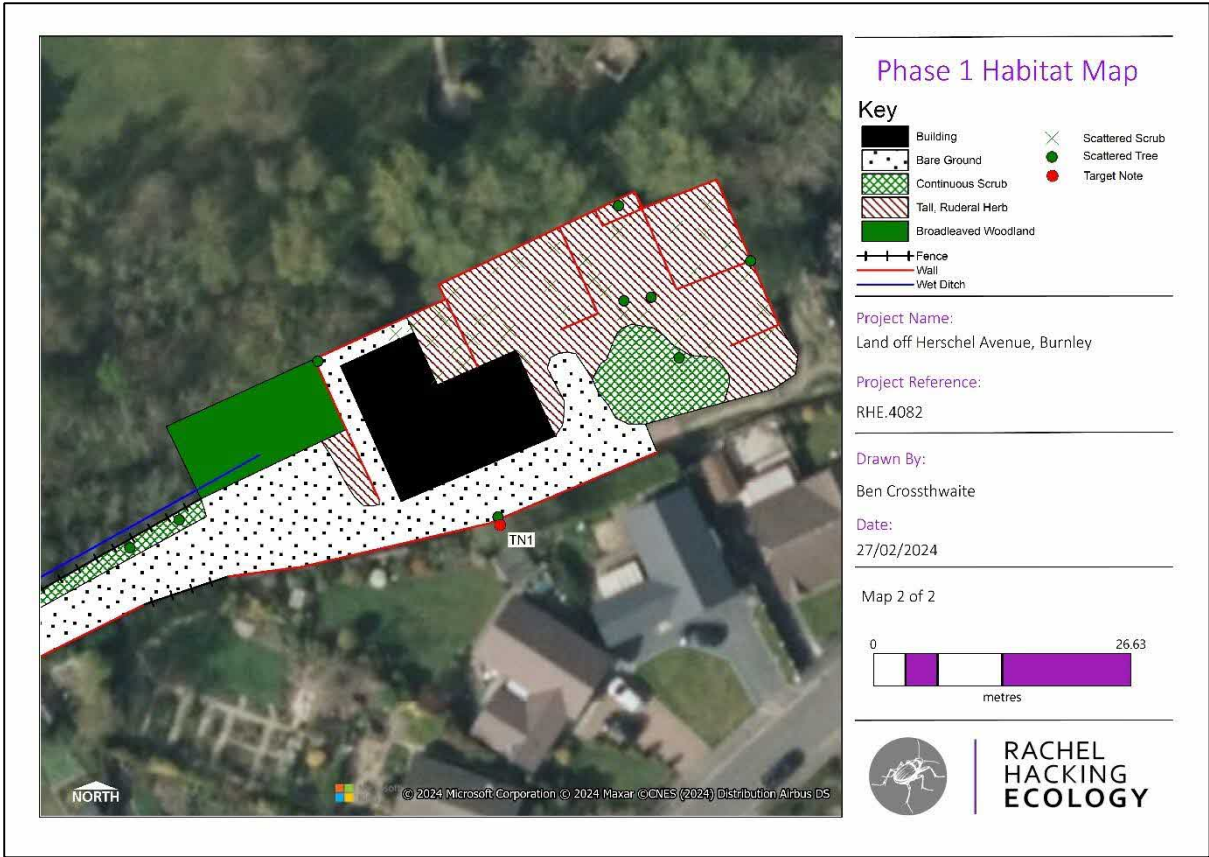 Phase 1 Habitat Map
Key
Building
Bare Ground
Continuous Scrub
Tall, Ruderal Herb
Broadleaved Woodland
Fence
Wall
Wet Ditch
Scattered Scrub
Scattered Tree
Target Note
Project Name:
Land off Herschel Avenue, Burnley
Project Reference:
RHE.4082
Drawn By:
Ben Crossthwaite
Date:
27/02/2024
Map 2 of 2
0 26.63
metres
RACHEL
HACKING
ECOLOGY
TN1
NORTH
© 2024 Microsoft Corporation © 2024 Maxar ©CNES (2024) Distribution Airbus DS